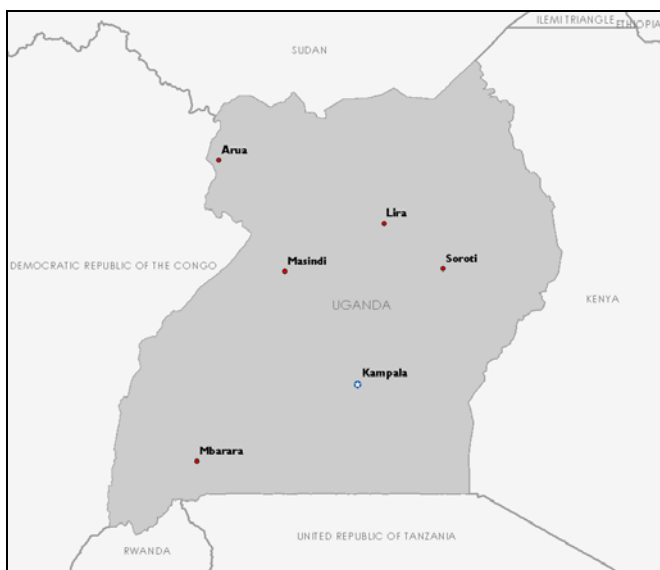 ILEMI TRIANGLE
ETHIOPIA
SUDAN
Arua
Lira
Soroti
Masindi
DEMOCRATIC REPUBLIC OF THE CONGO
UGANDA
KENYA
Kampala
Mbarara
UNITED REPUBLIC OF TANZANIA
RWANDA